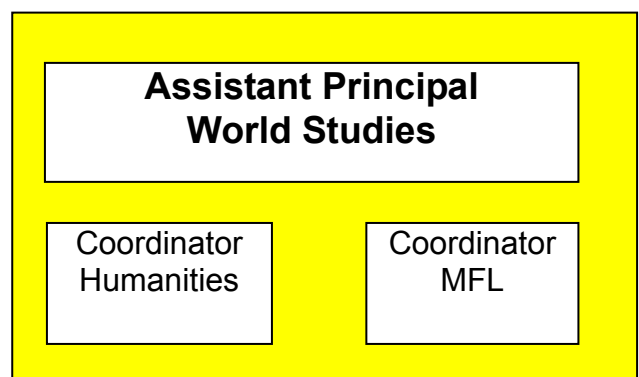 Assistant Principal
World Studies
Coordinator
Humanities
Coordinator
MFL